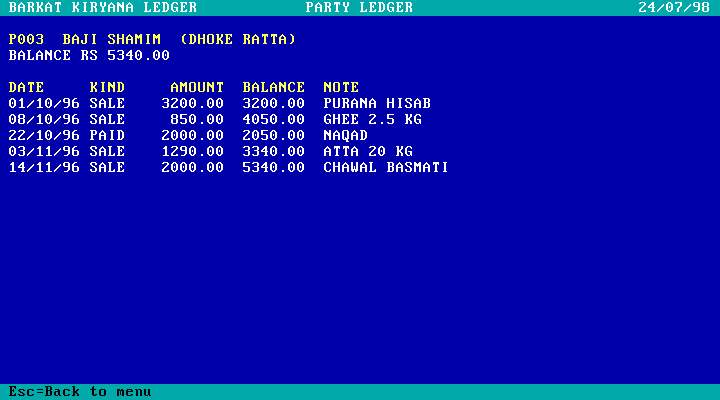 BARKAT KIRYANA LEDGER PARTY LEDGER 24/07/98
P003 BAJI SHAMIM (DHOKE RATTA)
BALANCE RS 5340.00
DATE KIND AMOUNT BALANCE NOTE
01/10/96 SALE 3200.00 3200.00 PURANA HISAB
08/10/96 SALE 850.00 4050.00 GHEE 2.5 KG
22/10/96 PAID 2000.00 2050.00 NAQAD
03/11/96 SALE 1290.00 3340.00 ATTA 20 KG
14/11/96 SALE 2000.00 5340.00 CHAWAL BASMATI
Esc=Back to menu